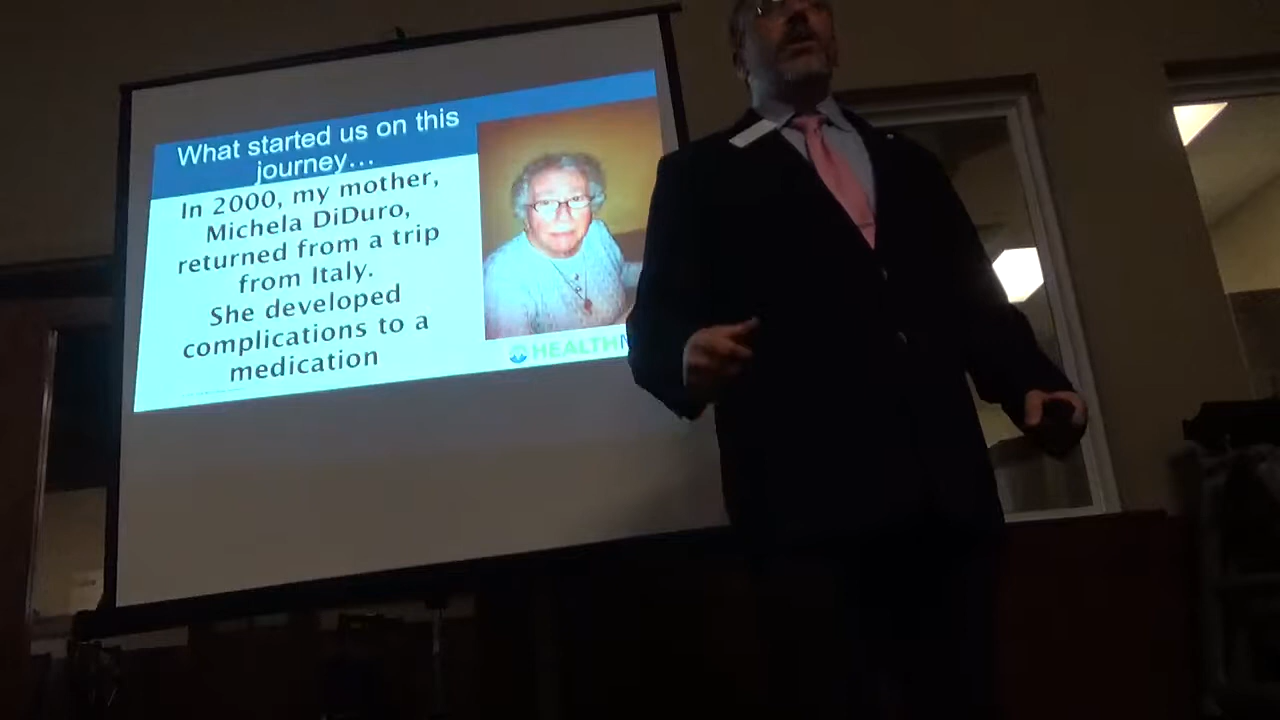 What started us on this
journey...
In 2000, my mother,
Michela DiDuro,
returned from a trip
from Italy.
She developed
complications to a
medication
HEALTH